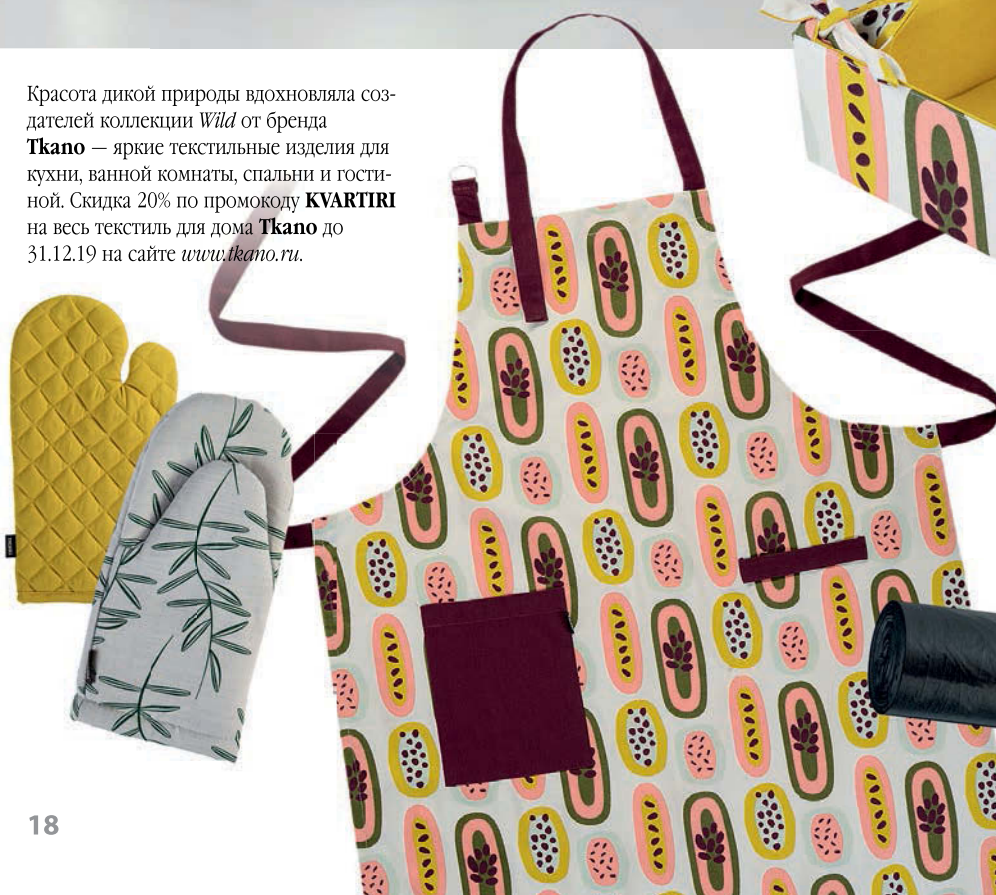 Красота дикой природы вдохновляла соз-
дателей коллекции Wild от бренда
Tkano — яркие текстильные изделия для
кухни, ванной комнаты, спальни и гости-
ной. Скидка 20% по промокоду KVARTIRI
на весь текстиль для дома Tkano до
31.12.19 на сайте www.tkano.ru.
18